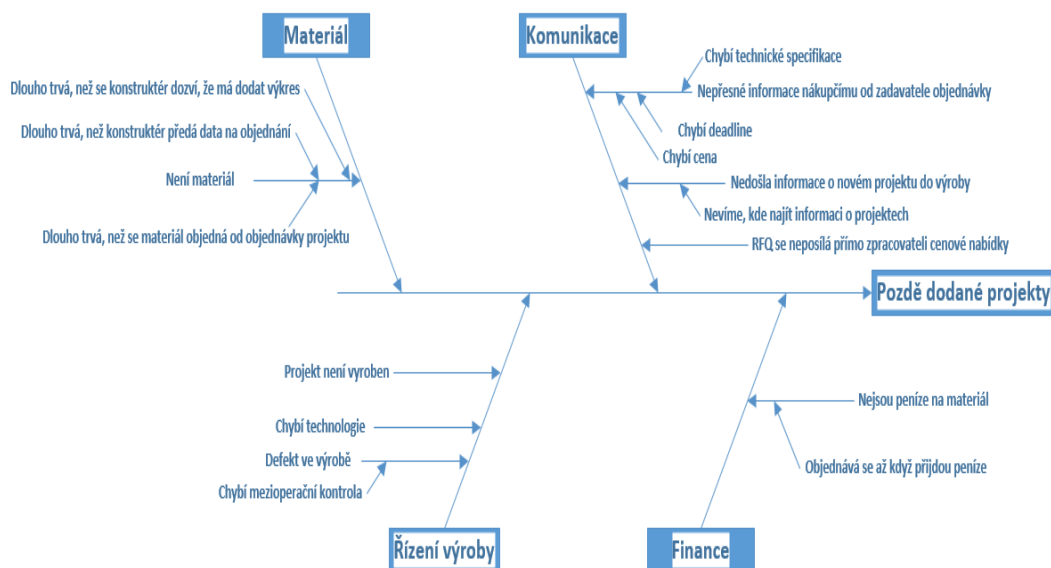 Materiál
Komunikace
Chybí technické specifikace
Dlouho trvá, než se konstruktér dozví, že má dodat výkres
Nepřesné informace nákupčímu od zadavatele objednávky
Dlouho trvá, než konstruktér předá data na objednání
Chybí deadline
Chybí cena
Není materiál
Nedošla informace o novém projektu do výroby
Nevíme, kde najít informaci o projektech
Dlouho trvá, než se materiál objedná od objednávky projektu
RFQ se neposílá přímo zpracovateli cenové nabídky
Pozdě dodané projekty
Projekt není vyroben
Nejsou peníze na materiál
Chybí technologie
Defekt ve výrobě
Objednává se až když přijdou peníze
Chybí mezioperační kontrola
Řízení výroby
Finance